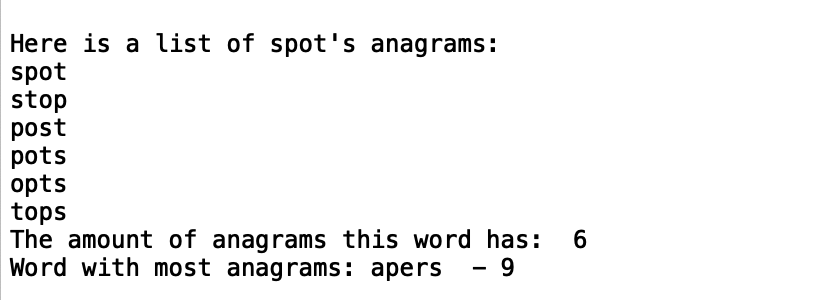 Here is a list of spot's anagrams:
spot
stop
post
pots
opts
tops
The amount of anagrams this word has:  6
Word with most anagrams: apers  – 9